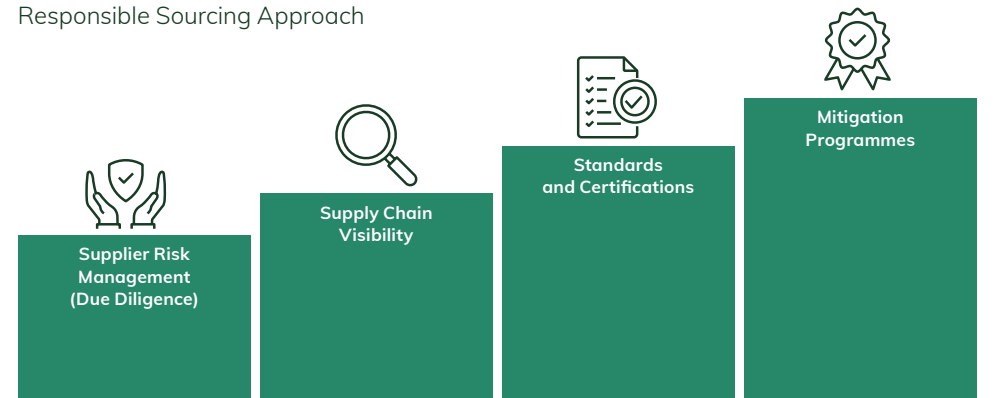 Responsible Sourcing Approach
Supplier Risk
Management
(Due Diligence)
Supply Chain
Visibility
Standards
and Certifications
Mitigation
Programmes